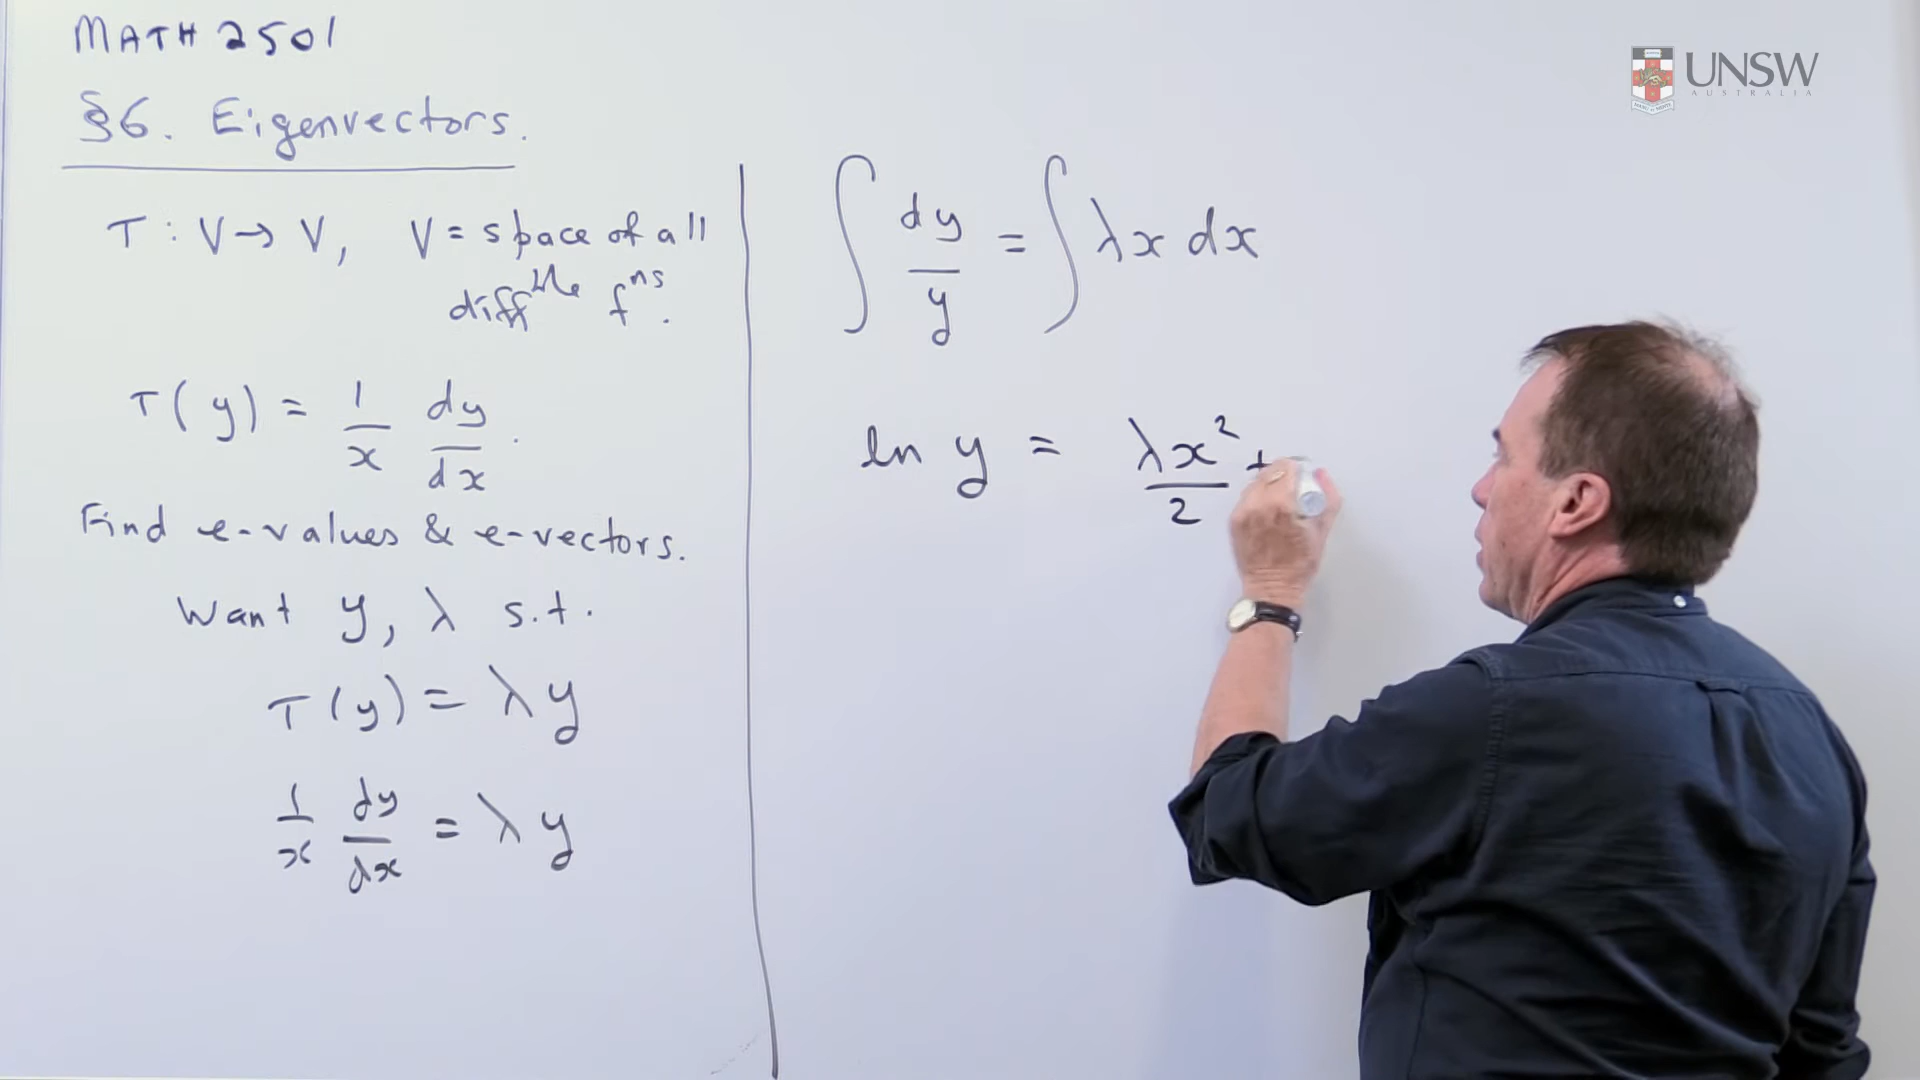 MATH 2501
§6. Eigenvectors.
T : V → V, V = space of all
diff^ble f^ns.
T(y) = 1/x dy/dx.
Find e-values & e-vectors.
Want y, λ s.t.
T(y) = λy
1/x dy/dx = λy
∫ dy/y = ∫ λx dx
ln y = λx²/2 +
UNSW
AUSTRALIA